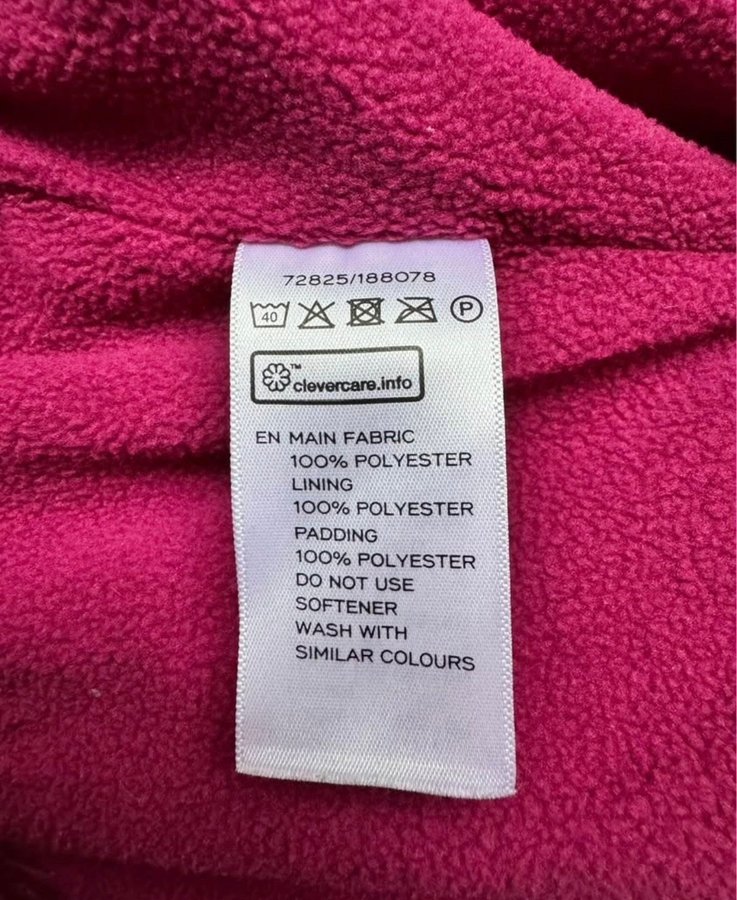 72825/188078
40 P
™
clevercare.info
EN MAIN FABRIC
100% POLYESTER
LINING
100% POLYESTER
PADDING
100% POLYESTER
DO NOT USE
SOFTENER
WASH WITH
SIMILAR COLOURS